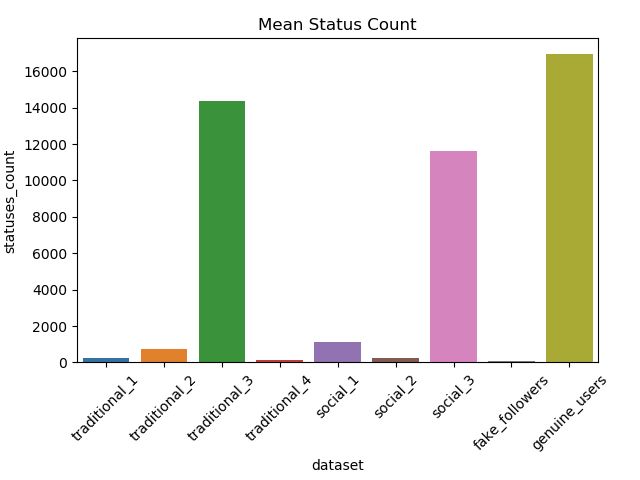 Mean Status Count
statuses_count
16000
14000
12000
10000
8000
6000
4000
2000
0
traditional_1
traditional_2
traditional_3
traditional_4
social_1
social_2
social_3
fake_followers
genuine_users
dataset